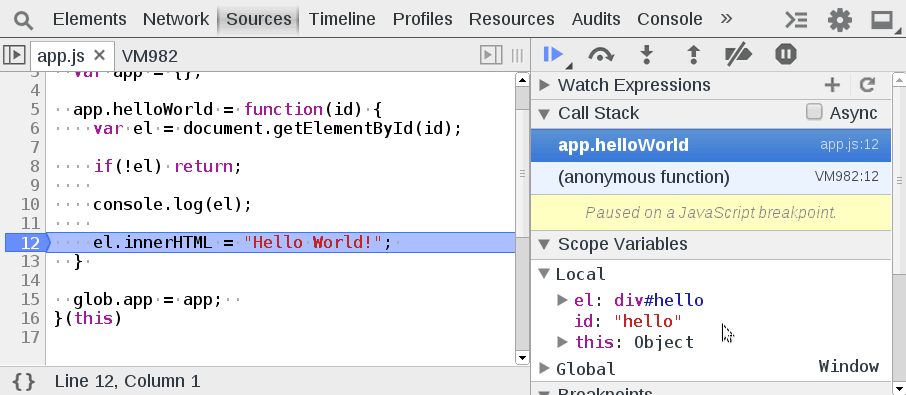 Elements Network Sources Timeline Profiles Resources Audits Console »
app.js × VM982
3 var app = {};
4
5 app.helloWorld = function(id) {
6 var el = document.getElementById(id);
7
8 if(!el) return;
9
10 console.log(el);
11
12 el.innerHTML = "Hello World!";
13 }
14
15 glob.app = app;
16 }(this)
17
{} Line 12, Column 1
Watch Expressions
Call Stack Async
app.helloWorld app.js:12
(anonymous function) VM982:12
Paused on a JavaScript breakpoint.
Scope Variables
Local
el: div#hello
id: "hello"
this: Object
Global Window
Breakpoints